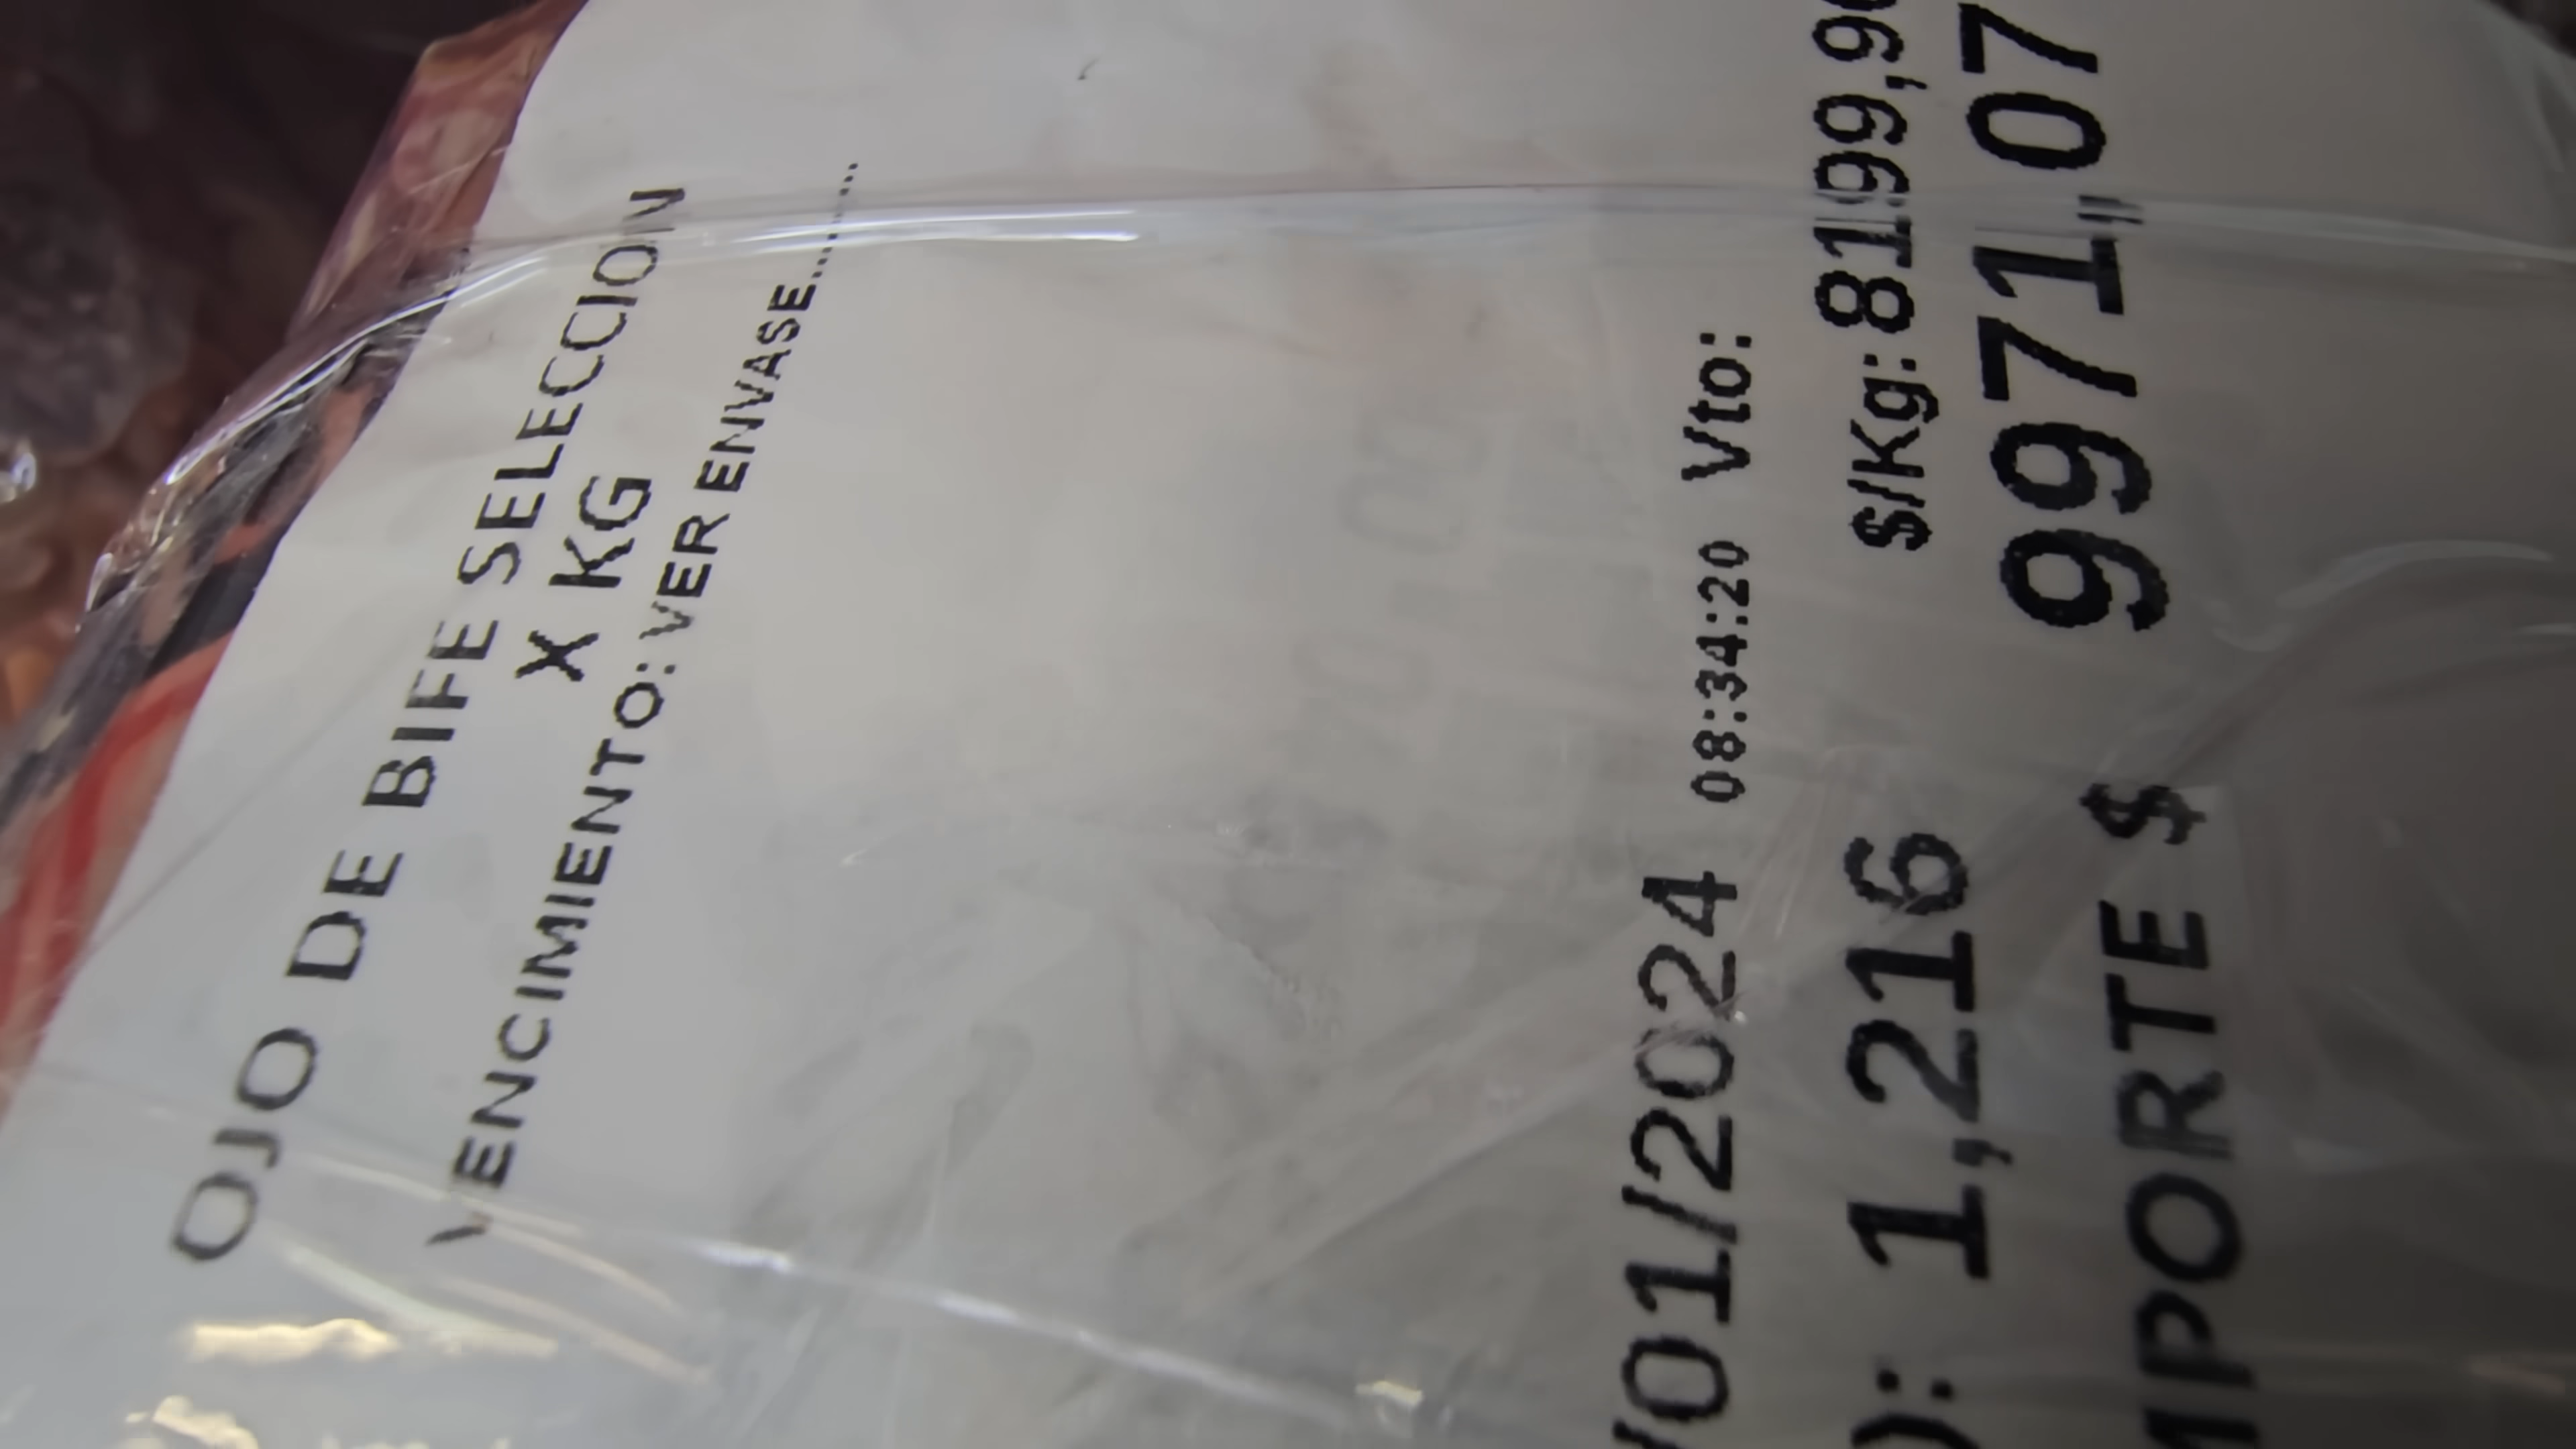 OJO DE BIFE SELECCION
X KG
VENCIMIENTO: VER ENVASE..........
/01/2024 08:34:20 Vto:
): 1,216 $/Kg: 8199,90
IMPORTE $ 9971,07